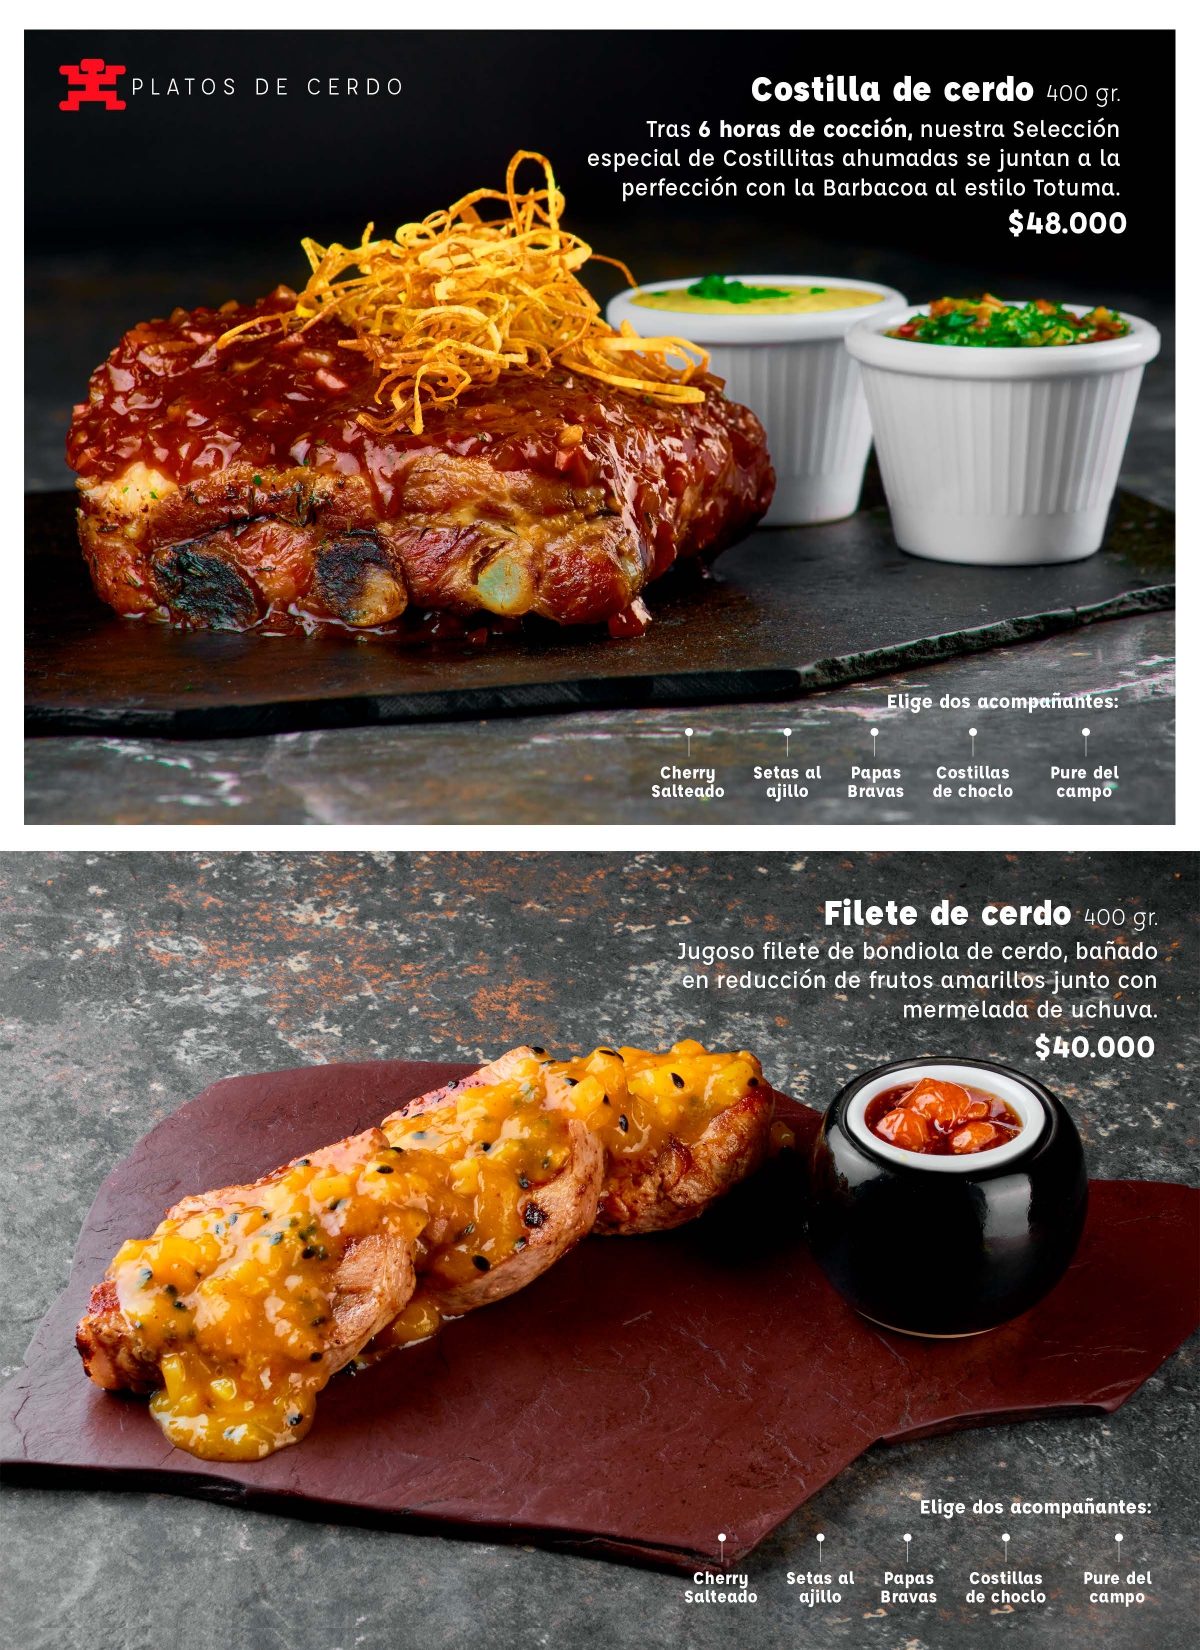 PLATOS DE CERDO
Costilla de cerdo 400 gr.
Tras 6 horas de cocción, nuestra Selección
especial de Costillitas ahumadas se juntan a la
perfección con la Barbacoa al estilo Totuma.
$48.000
Elige dos acompañantes:
Cherry
Salteado
Setas al
ajillo
Papas
Bravas
Costillas
de choclo
Pure del
campo
Filete de cerdo 400 gr.
Jugoso filete de bondiola de cerdo, bañado
en reducción de frutos amarillos junto con
mermelada de uchuva.
$40.000
Elige dos acompañantes:
Cherry
Salteado
Setas al
ajillo
Papas
Bravas
Costillas
de choclo
Pure del
campo